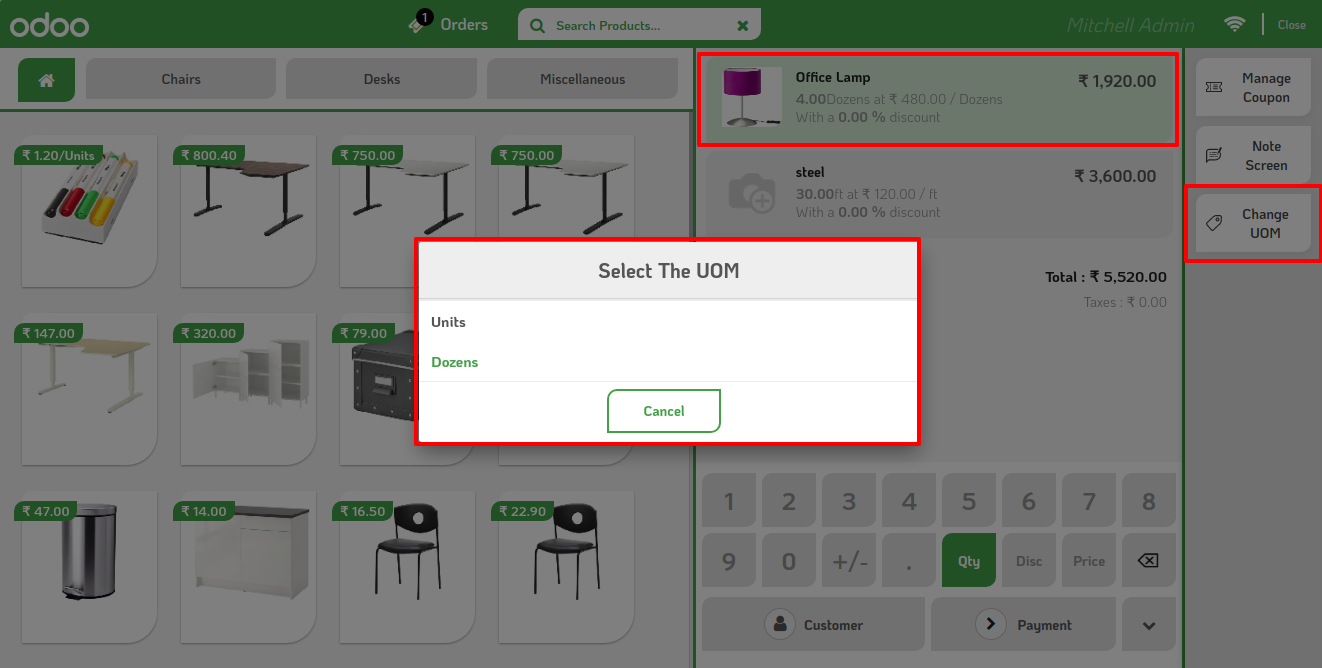 odoo
1
Orders
Search Products...
Mitchell Admin
Close
Chairs
Desks
Miscellaneous
₹ 1.20/Units
₹ 800.40
₹ 750.00
₹ 750.00
₹ 147.00
₹ 320.00
₹ 79.00
₹ 47.00
₹ 14.00
₹ 16.50
₹ 22.90
Office Lamp
₹ 1,920.00
4.00Dozens at ₹ 480.00 / Dozens
With a 0.00 % discount
steel
₹ 3,600.00
30.00ft at ₹ 120.00 / ft
With a 0.00 % discount
Total : ₹ 5,520.00
Taxes : ₹ 0.00
Manage
Coupon
Note
Screen
Change
UOM
Select The UOM
Units
Dozens
Cancel
1 2 3 4 5 6 7 8
9 0 +/- . Qty Disc Price
Customer
Payment